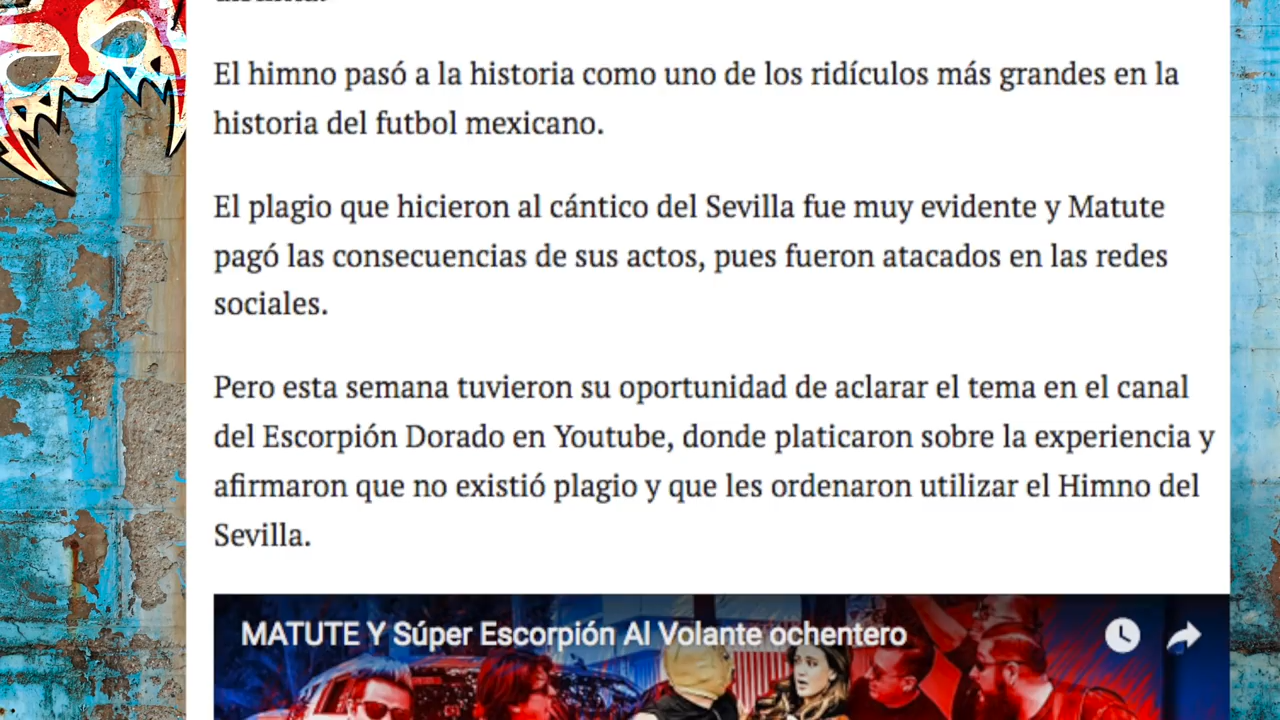 El himno pasó a la historia como uno de los ridículos más grandes en la
historia del futbol mexicano.
El plagio que hicieron al cántico del Sevilla fue muy evidente y Matute
pagó las consecuencias de sus actos, pues fueron atacados en las redes
sociales.
Pero esta semana tuvieron su oportunidad de aclarar el tema en el canal
del Escorpión Dorado en Youtube, donde platicaron sobre la experiencia y
afirmaron que no existió plagio y que les ordenaron utilizar el Himno del
Sevilla.
MATUTE Y Súper Escorpión Al Volante ochentero